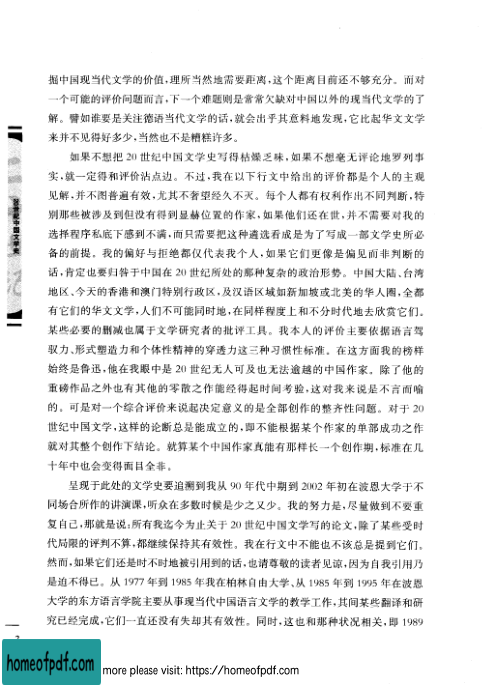 掘中国现当代文学的价值,理所当然地需要距离,这个距离目前还不够充分。而对
一个可能的评价问题而言,下一个难题则是常常欠缺对中国以外的现当代文学的了
解。譬如谁要是关注德语当代文学的话,就会出乎其意料地发现,它比起华文文学
来并不见得好多少,当然也不是糟糕许多。
如果不想把 20 世纪中国文学史写得枯燥乏味,如果不想毫无评论地罗列事
实,就一定得和评价沾点边。不过,我在以下行文中给出的评价都是个人的主观
见解,并不图普遍有效,尤其不奢望经久不灭。每个人都有权利作出不同判断,特
别那些被涉及到但没有得到显赫位置的作家,如果他们还在世,并不需要对我的
选择程序私底下感到不满,而只需要把这种遴选看成是为了写成一部文学史所必
备的前提。我的偏好与拒绝都仅代表我个人,如果它们更像是偏见而非判断的
话,肯定也要归咎于中国在 20 世纪所处的那种复杂的政治形势。中国大陆、台湾
地区、今天的香港和澳门特别行政区,及汉语区域如新加坡或北美的华人圈,全都
有它们的华文文学,人们不可能同时地、在同样程度上和不分时代地去欣赏它们。
某些必要的删减也属于文学研究者的批评工具。我本人的评价主要依据语言驾
驭力、形式塑造力和个体性精神的穿透力这三种习惯性标准。在这方面我的榜样
始终是鲁迅,他在我眼中是 20 世纪无人可及也无法逾越的中国作家。除了他的
重磅作品之外也有其他的零散之作能经得起时间考验,这对我来说是不言而喻
的。可是对一个综合评价来说起决定意义的是全部创作的整齐性问题。对于 20
世纪中国文学,这样的论断总是能成立的,即不能根据某个作家的单部成功之作
就对其整个创作下结论。就算某个中国作家真能有那样长一个创作期,标准在几
十年中也会变得面目全非。
呈现于此处的文学史要追溯到我从 90 年代中期到 2002 年初在波恩大学于不
同场合所作的讲演课,听众在多数时候是少之又少。我的努力是,尽量做到不要重
复自己,那就是说:所有我迄今为止关于 20 世纪中国文学写的论文,除了某些受时
代局限的评判不算,都继续保持其有效性。我在行文中不能也不该总是提到它们。
然而,如果它们还是时不时地被引用到的话,也请尊敬的读者见谅,因为自我引用乃
是迫不得已。从 1977 年到 1985 年我在柏林自由大学、从 1985 年到 1995 年在波恩
大学的东方语言学院主要从事现当代中国语言文学的教学工作,其间某些翻译和研
究已经完成,它们一直还没有失却其有效性。同时,这也和那种状况相关,即 1989
20世纪中国文学史
2
homeofpdf.com
more please visit: https://homeofpdf.com